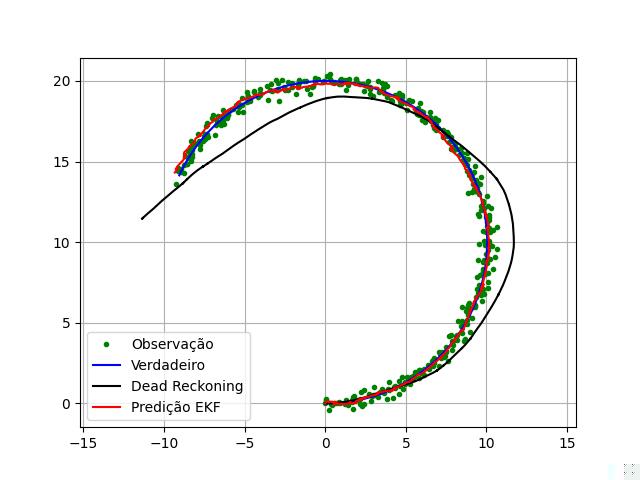 20
15
10
5
0
Observação
Verdadeiro
Dead Reckoning
Predição EKF
−15 −10 −5 0 5 10 15